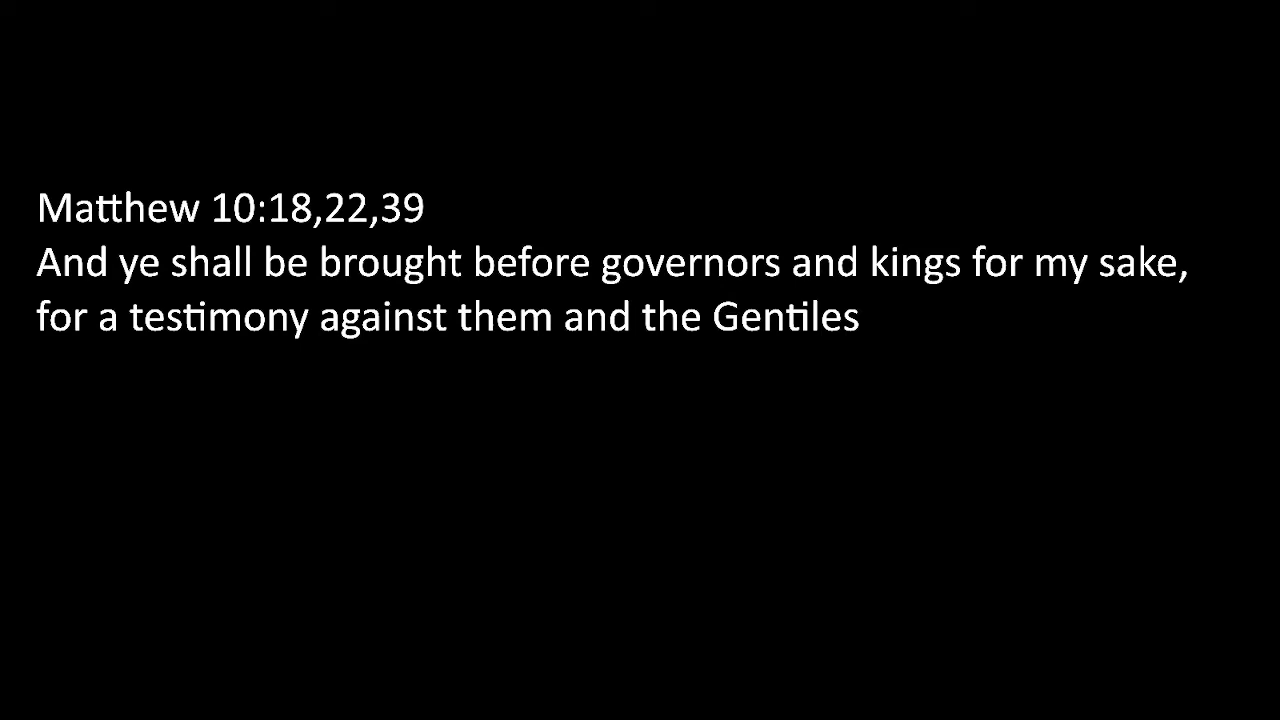 Matthew 10:18,22,39
And ye shall be brought before governors and kings for my sake,
for a testimony against them and the Gentiles